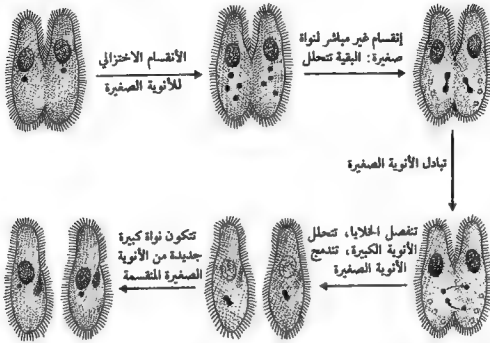 الأنقسام الاختزالي
للأنوية الصغيرة
إنقسام غير مباشر لنواة
صغيرة: البقية تتحلل
تبادل الأنوية الصغيرة
تنفصل الخلايا، تتحلل
الأنوية الكبيرة، تندمج
الأنوية الصغيرة
تتكون نواة كبيرة
جديدة من الأنوية
الصغيرة المنقسمة